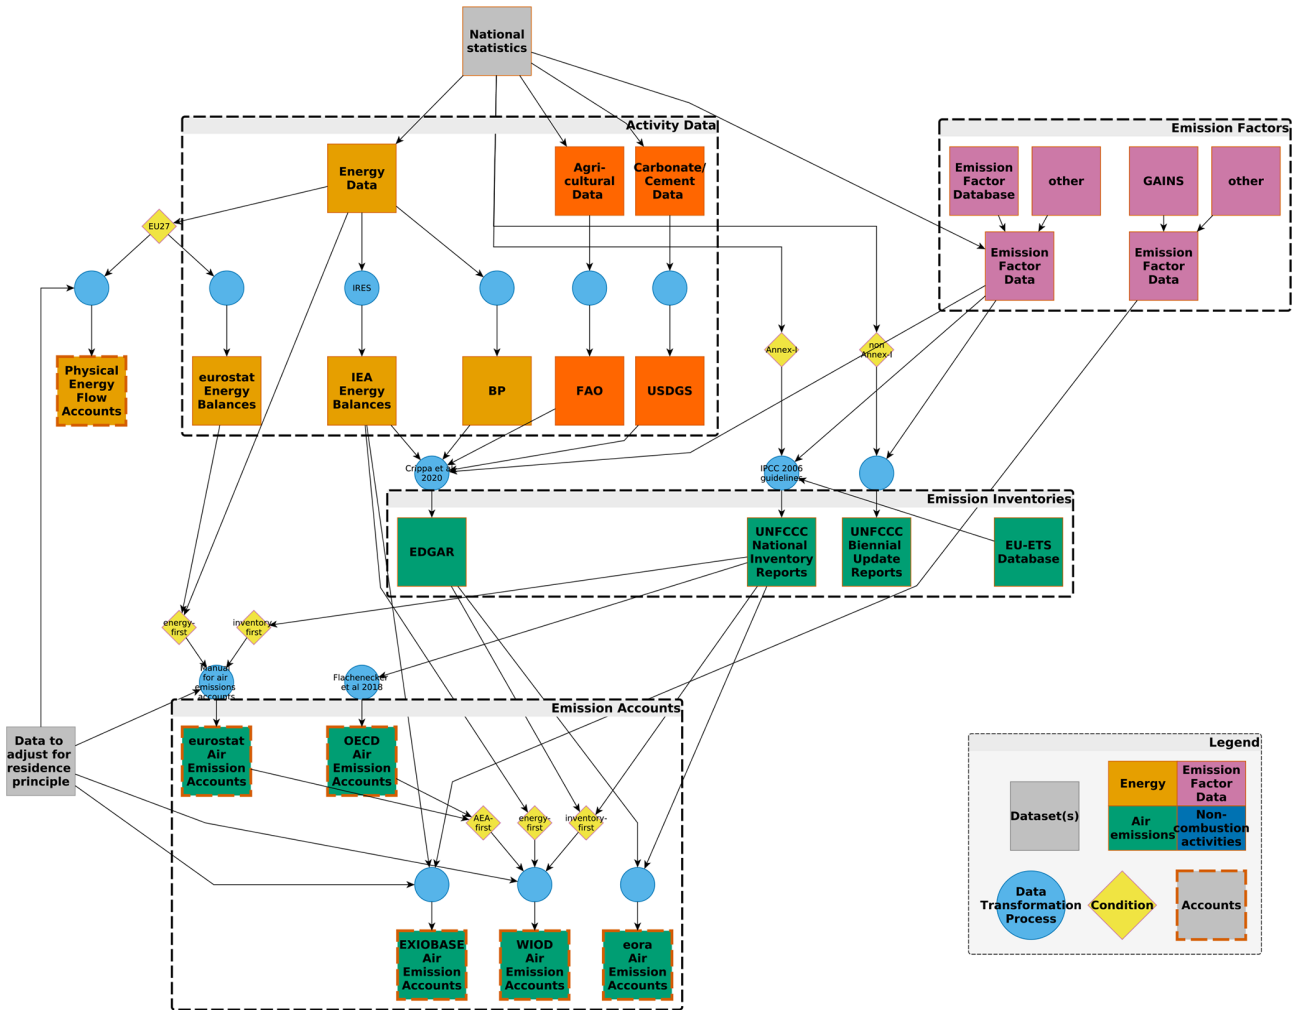 National
statistics
Activity Data
Emission Factors
Energy
Data
Agri-
cultural
Data
Carbonate/
Cement
Data
Emission
Factor
Database
other
GAINS
other
EU27
Emission
Factor
Data
Emission
Factor
Data
IRES
Annex-I
non
Annex-I
Physical
Energy
Flow
Accounts
eurostat
Energy
Balances
IEA
Energy
Balances
BP
FAO
USDGS
Crippa et al
2020
IPCC 2006
guidelines
Emission Inventories
EDGAR
UNFCCC
National
Inventory
Reports
UNFCCC
Biennial
Update
Reports
EU-ETS
Database
energy-
first
inventory-
first
Manual
for air
emissions
accounts
Flachenecker
et al 2018
Emission Accounts
Data to
adjust for
residence
principle
eurostat
Air
Emission
Accounts
OECD
Air
Emission
Accounts
AEA-
first
energy-
first
inventory-
first
EXIOBASE
Air
Emission
Accounts
WIOD
Air
Emission
Accounts
eora
Air
Emission
Accounts
Legend
Dataset(s)
Energy
Emission
Factor
Data
Air
emissions
Non-
combustion
activities
Data
Transformation
Process
Condition
Accounts